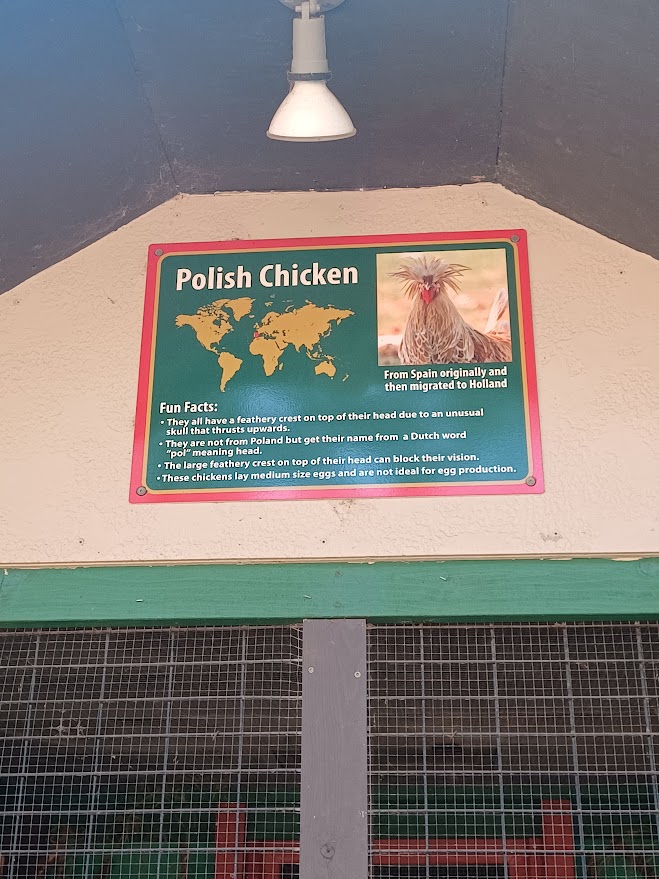 Polish Chicken
From Spain originally and
then migrated to Holland
Fun Facts:
• They all have a feathery crest on top of their head due to an unusual
skull that thrusts upwards.
• They are not from Poland but get their name from a Dutch word
"pol" meaning head.
• The large feathery crest on top of their head can block their vision.
• These chickens lay medium size eggs and are not ideal for egg production.